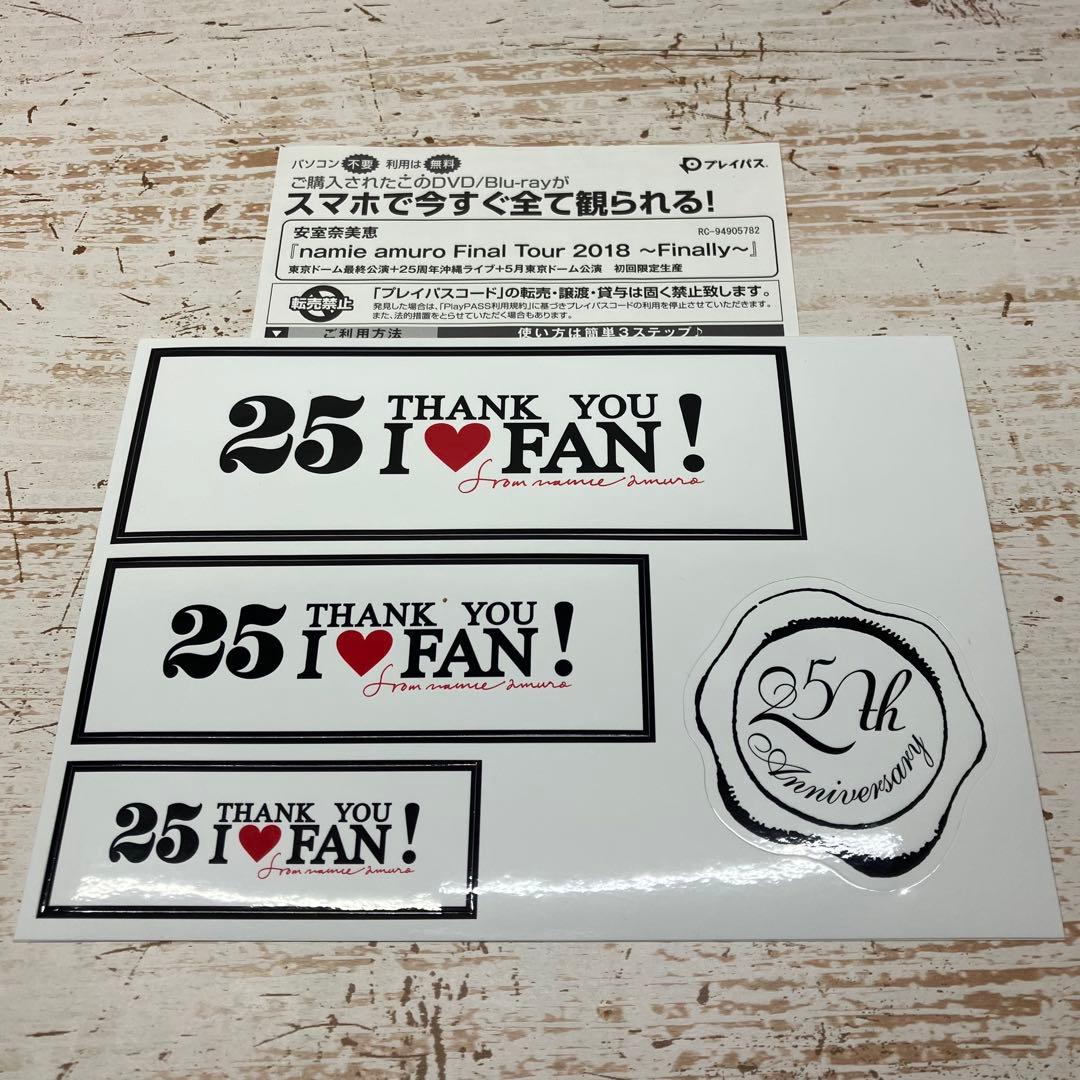 パソコン 不要 利用は 無料
プレイパス
ご購入されたこのDVD/Blu-rayが
スマホで今すぐ全て観られる!
安室奈美恵
RC-94905782
『namie amuro Final Tour 2018 ~Finally~』
東京ドーム最終公演+25周年沖縄ライブ+5月東京ドーム公演 初回限定生産
転売禁止
「プレイパスコード」の転売・譲渡・貸与は固く禁止致します。
発見した場合は、「PlayPASS利用規約」に基づきプレイパスコードの利用を停止させていただきます。
また、法的措置をとらせていただく場合もあります。
▼ ご利用方法 使い方は簡単3ステップ♪
25 THANK YOU
I ♥ FAN!
from namie amuro
25 THANK YOU
I ♥ FAN!
from namie amuro
25th
Anniversary
25 THANK YOU
I ♥ FAN!
from namie amuro